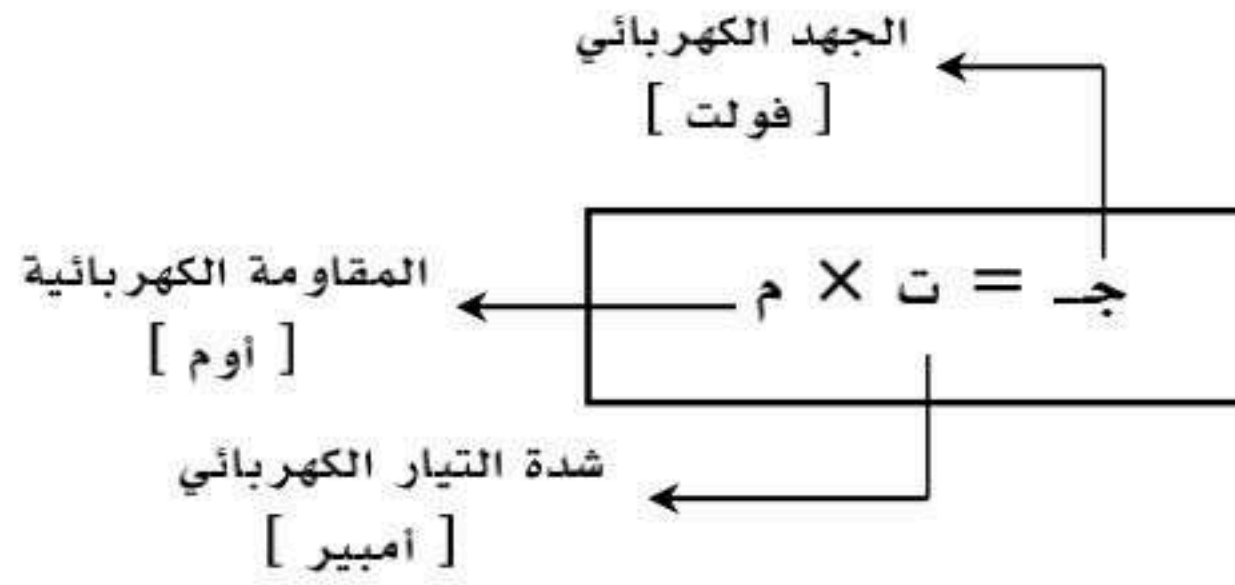 الجهد الكهربائي
[ فولت ]
جـ = ت × م
المقاومة الكهربائية
[ أوم ]
شدة التيار الكهربائي
[ أمبير ]